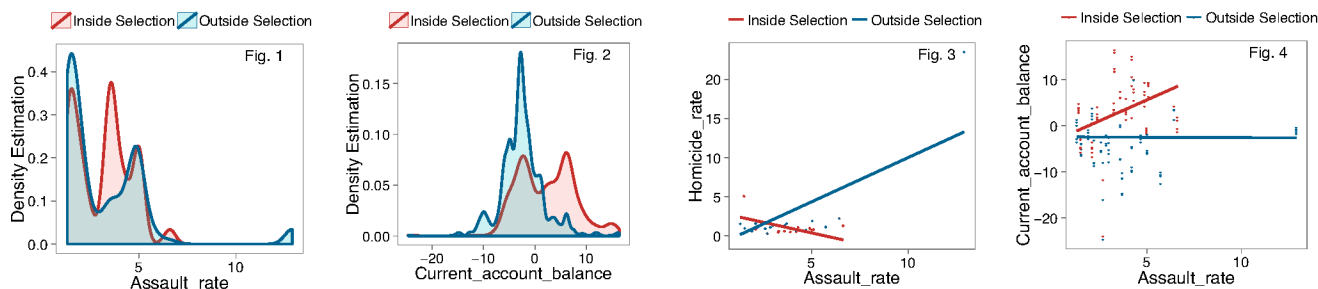 Inside Selection Outside Selection
Fig. 1
Density Estimation
0.4
0.3
0.2
0.1
0.0
5 10
Assault_rate
Inside Selection Outside Selection
Fig. 2
Density Estimation
0.15
0.10
0.05
0.00
−20 −10 0 10
Current_account_balance
Inside Selection Outside Selection
Fig. 3
Homicide_rate
20
15
10
5
0
5 10
Assault_rate
Inside Selection Outside Selection
Fig. 4
Current_account_balance
10
0
−10
−20
5 10
Assault_rate